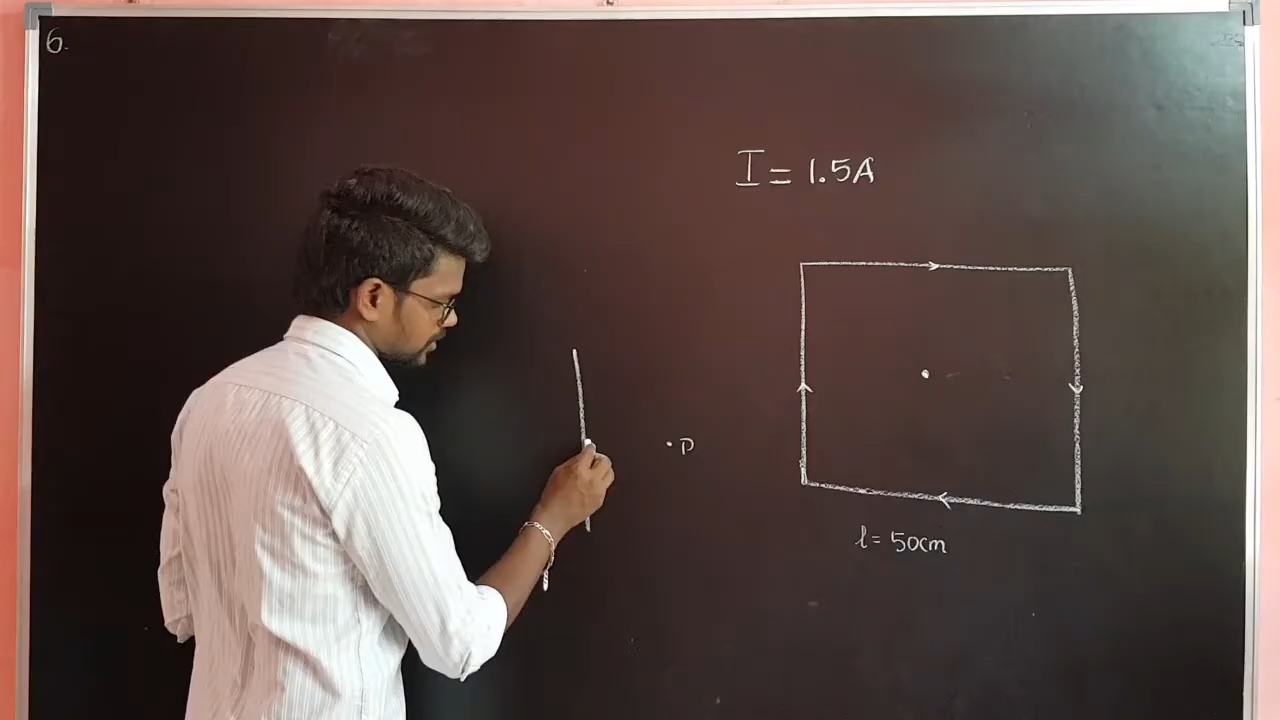 6.
I = 1.5A
P
l = 50cm